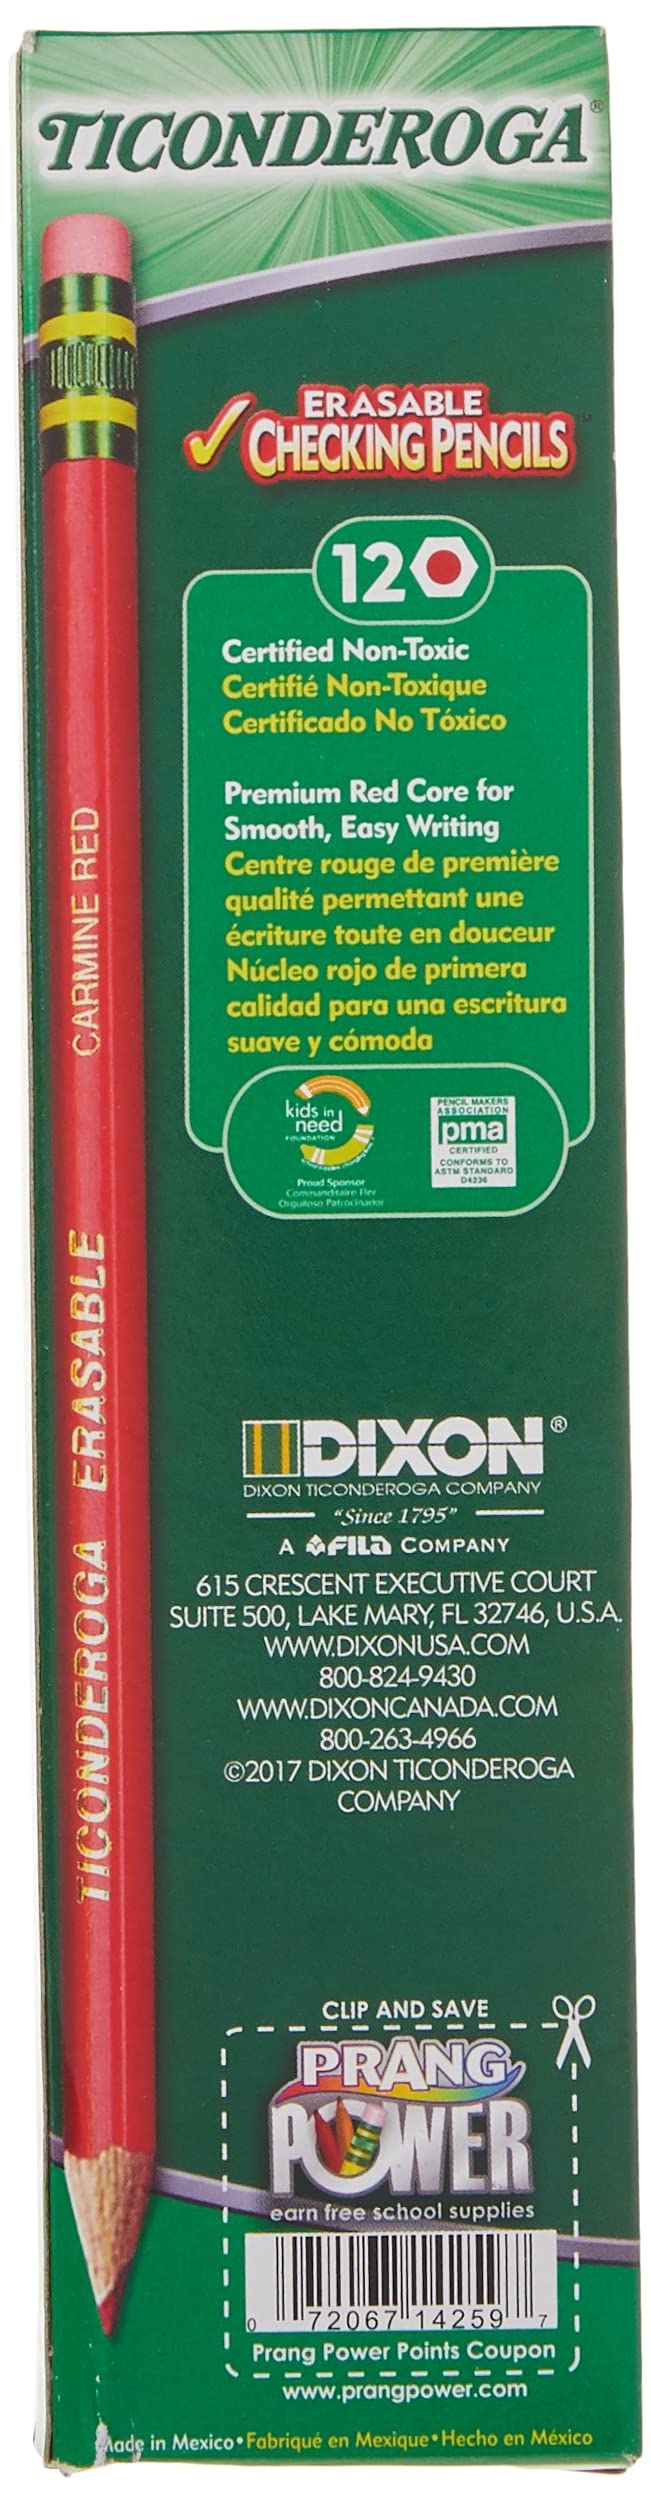 TICONDEROGA®
ERASABLE
CHECKING PENCILS™
12
Certified Non-Toxic
Certifié Non-Toxique
Certificado No Tóxico
Premium Red Core for
Smooth, Easy Writing
Centre rouge de première
qualité permettant une
écriture toute en douceur
Núcleo rojo de primera
calidad para una escritura
suave y cómoda
kids in
need
FOUNDATION
Proud Sponsor
Commanditaire Fier
Orgulloso Patrocinador
PENCIL MAKERS
ASSOCIATION
pma
CERTIFIED
CONFORMS TO
ASTM STANDARD
D4236
TICONDEROGA ERASABLE CARMINE RED
DIXON®
DIXON TICONDEROGA COMPANY
"Since 1795"
A FILA COMPANY
615 CRESCENT EXECUTIVE COURT
SUITE 500, LAKE MARY, FL 32746, U.S.A.
WWW.DIXONUSA.COM
800-824-9430
WWW.DIXONCANADA.COM
800-263-4966
©2017 DIXON TICONDEROGA
COMPANY
CLIP AND SAVE
PRANG
POWER
earn free school supplies
0 72067 14259 7
Prang Power Points Coupon
www.prangpower.com
Made in Mexico • Fabriqué en Mexique • Hecho en México